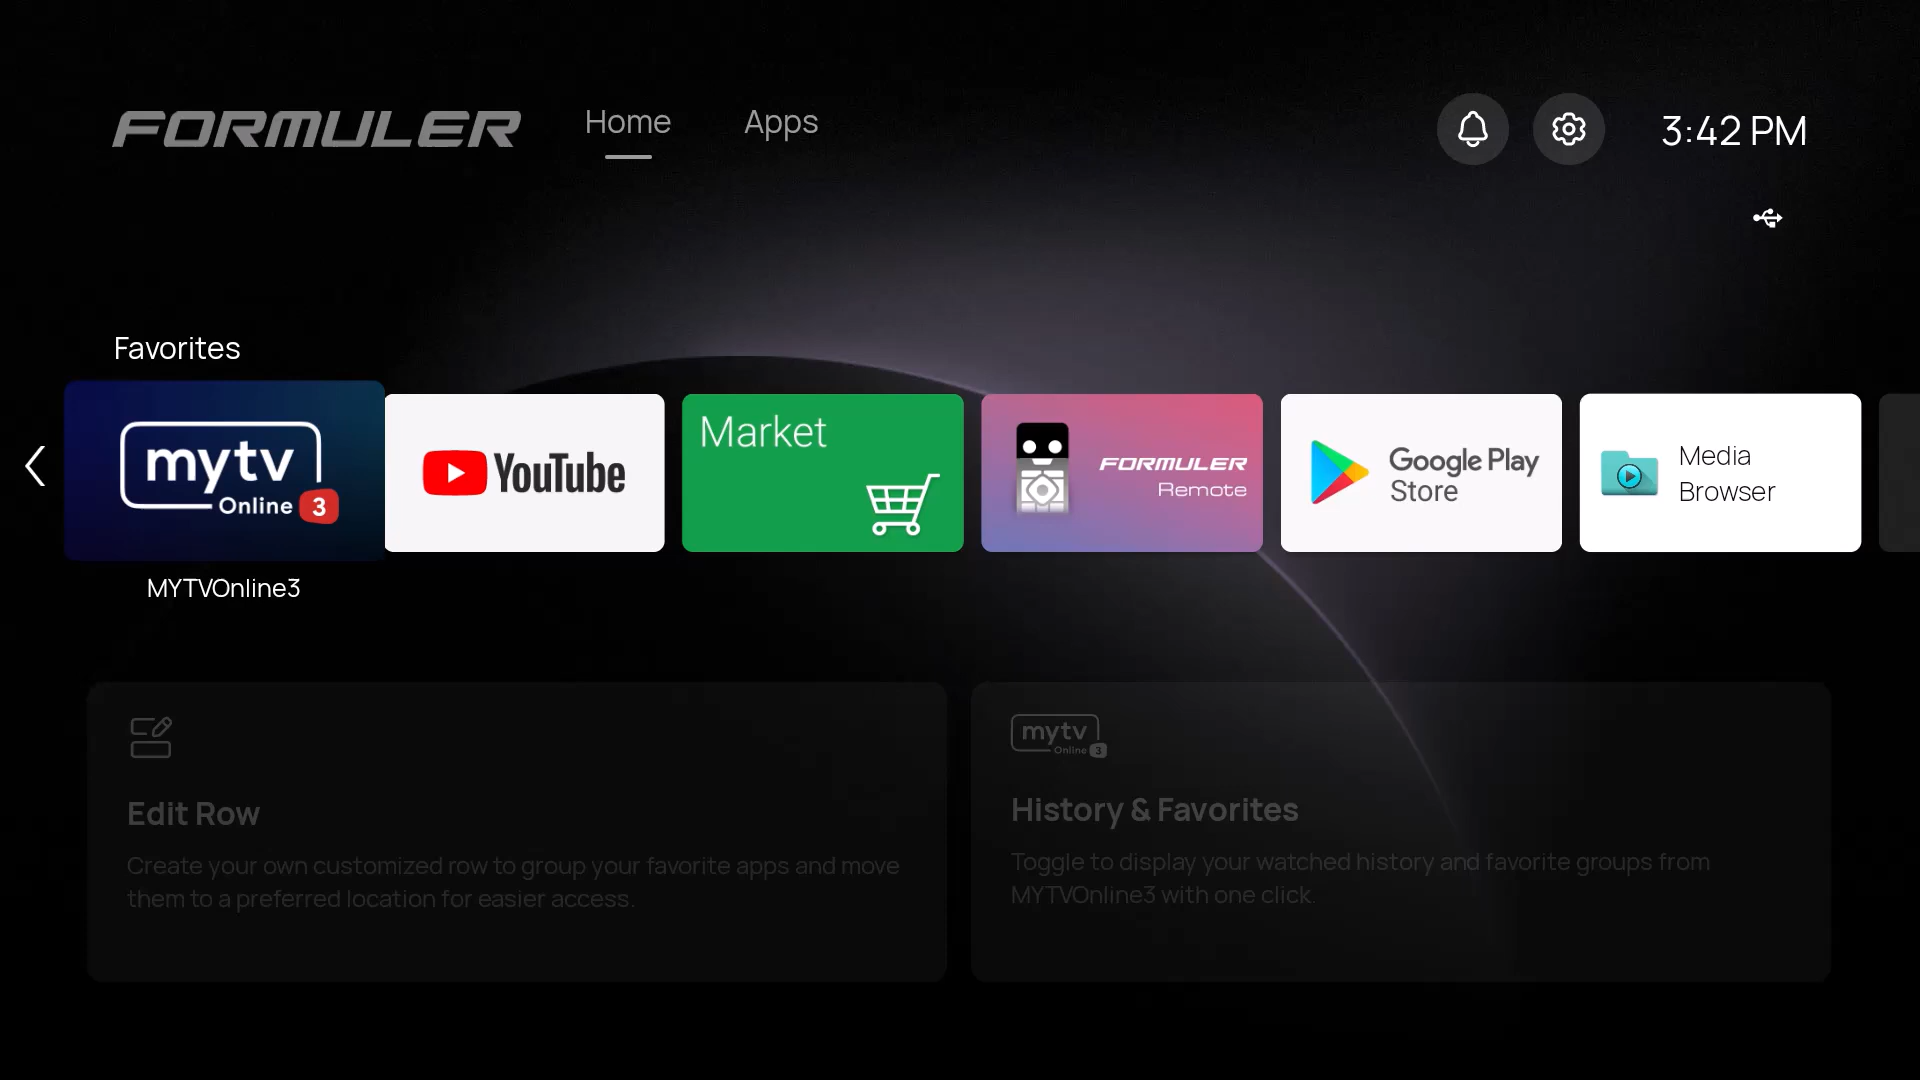 FORMULER
Home
Apps
3:42 PM
Favorites
mytv
Online 3
YouTube
Market
FORMULER
Remote
Google Play
Store
Media
Browser
MYTVOnline3
Edit Row
Create your own customized row to group your favorite apps and move
them to a preferred location for easier access.
mytv
Online 3
History & Favorites
Toggle to display your watched history and favorite groups from
MYTVOnline3 with one click.